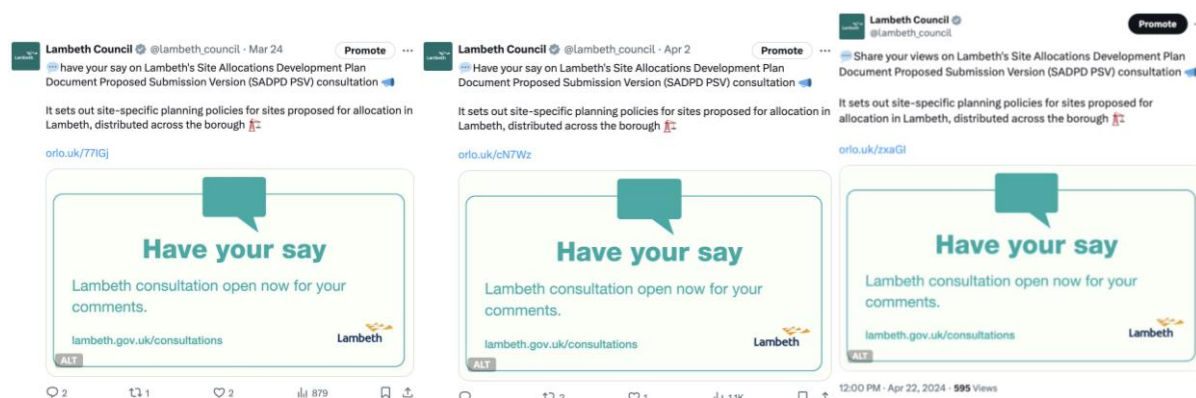 Lambeth Council @lambeth_council · Mar 24
Promote
have your say on Lambeth's Site Allocations Development Plan
Document Proposed Submission Version (SADPD PSV) consultation
It sets out site-specific planning policies for sites proposed for allocation in
Lambeth, distributed across the borough
orlo.uk/77IGj
Have your say
Lambeth consultation open now for your
comments.
lambeth.gov.uk/consultations
Lambeth
ALT
2
1
2
879
Lambeth Council @lambeth_council · Apr 2
Promote
Have your say on Lambeth's Site Allocations Development Plan
Document Proposed Submission Version (SADPD PSV) consultation
It sets out site-specific planning policies for sites proposed for allocation in
Lambeth, distributed across the borough
orlo.uk/cN7Wz
Have your say
Lambeth consultation open now for your
comments.
lambeth.gov.uk/consultations
Lambeth
ALT
Lambeth Council
@lambeth_council
Promote
Share your views on Lambeth's Site Allocations Development Plan
Document Proposed Submission Version (SADPD PSV) consultation
It sets out site-specific planning policies for sites proposed for
allocation in Lambeth, distributed across the borough
orlo.uk/zxaGI
Have your say
Lambeth consultation open now for your
comments.
lambeth.gov.uk/consultations
Lambeth
ALT
12:00 PM · Apr 22, 2024 · 595 Views